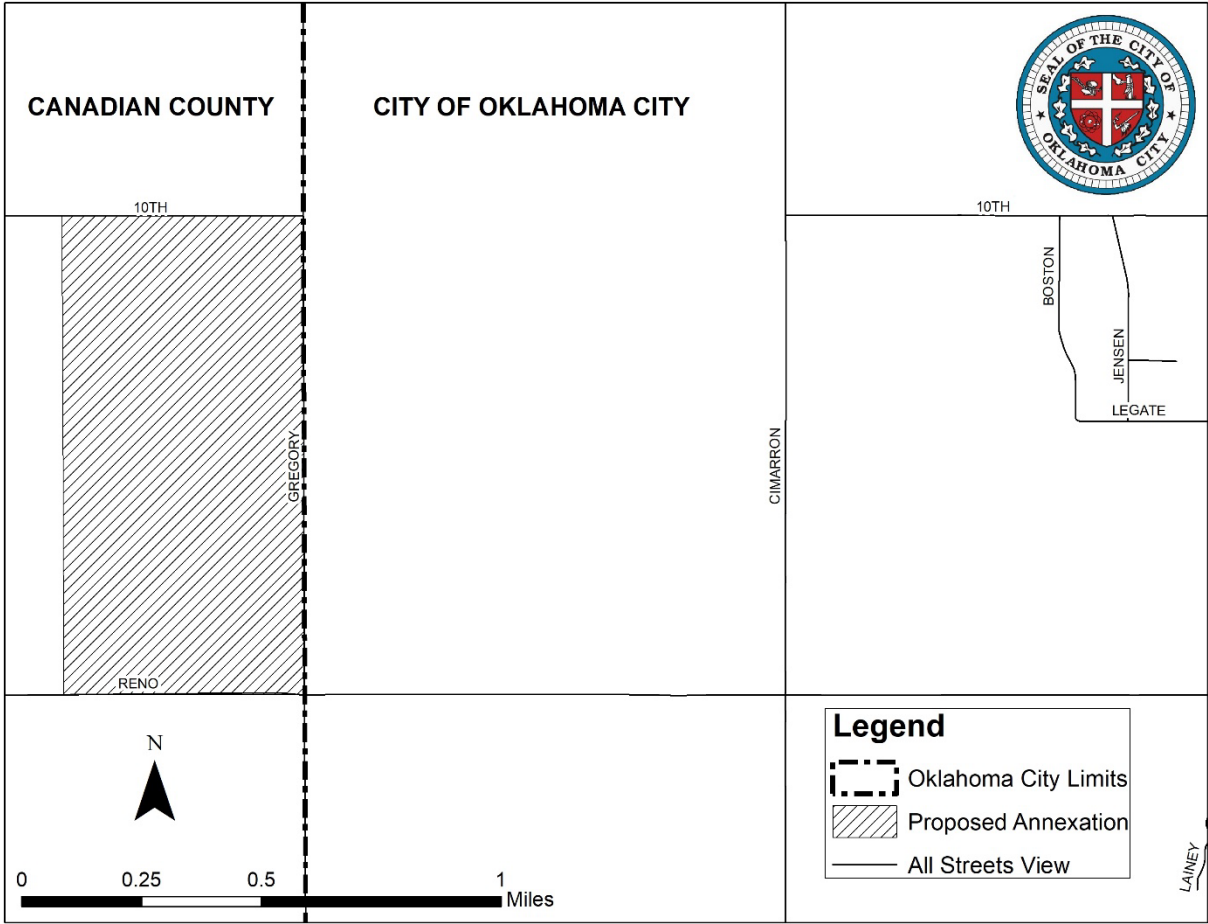 CANADIAN COUNTY
CITY OF OKLAHOMA CITY
SEAL OF THE CITY OF
OKLAHOMA CITY
10TH
10TH
BOSTON
JENSEN
LEGATE
GREGORY
CIMARRON
RENO
N
Legend
Oklahoma City Limits
Proposed Annexation
All Streets View
LAINEY
0 0.25 0.5 1
Miles